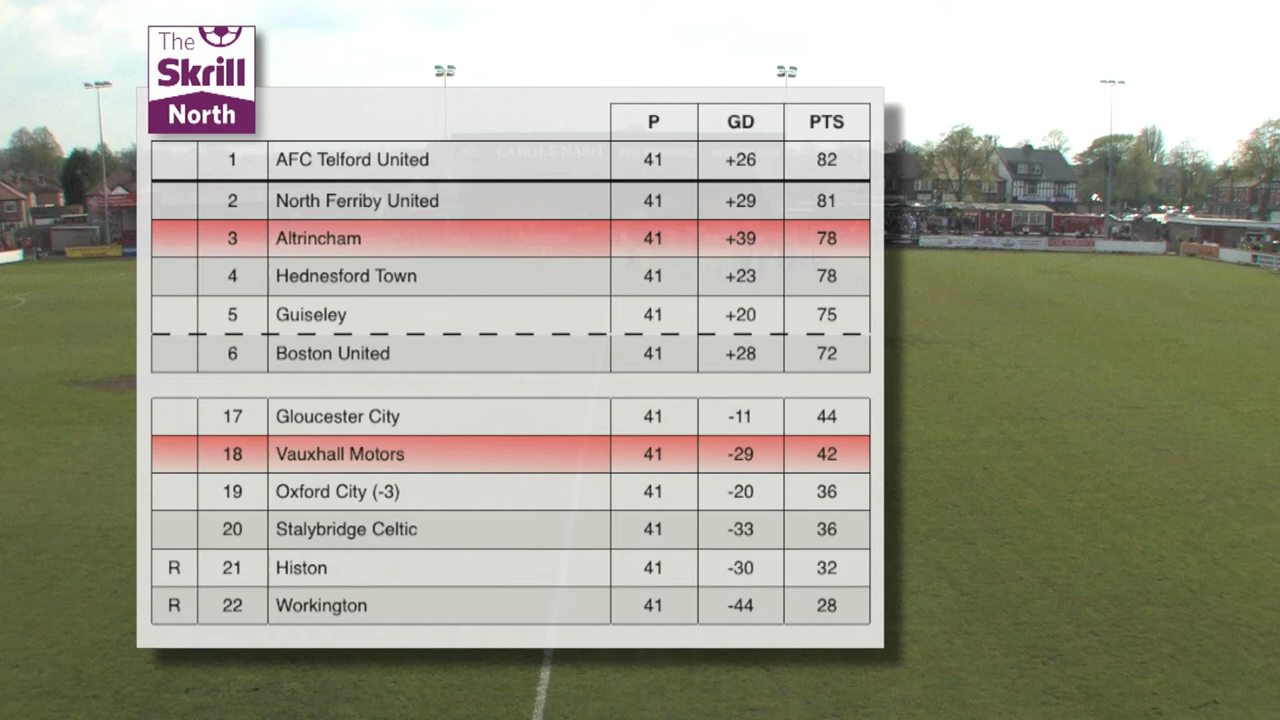 The
Skrill
North
P GD PTS
1 AFC Telford United 41 +26 82
2 North Ferriby United 41 +29 81
3 Altrincham 41 +39 78
4 Hednesford Town 41 +23 78
5 Guiseley 41 +20 75
6 Boston United 41 +28 72
17 Gloucester City 41 -11 44
18 Vauxhall Motors 41 -29 42
19 Oxford City (-3) 41 -20 36
20 Stalybridge Celtic 41 -33 36
R 21 Histon 41 -30 32
R 22 Workington 41 -44 28
CAROLE NASH